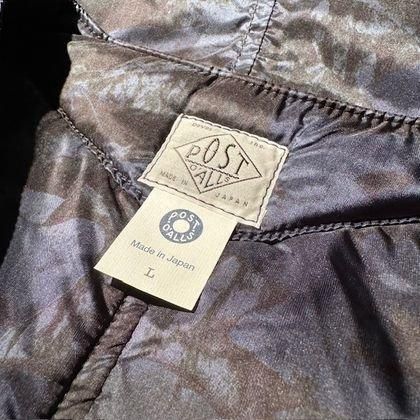 POST
O'ALLS
MADE IN JAPAN
POST
O'ALLS
Made in Japan
L